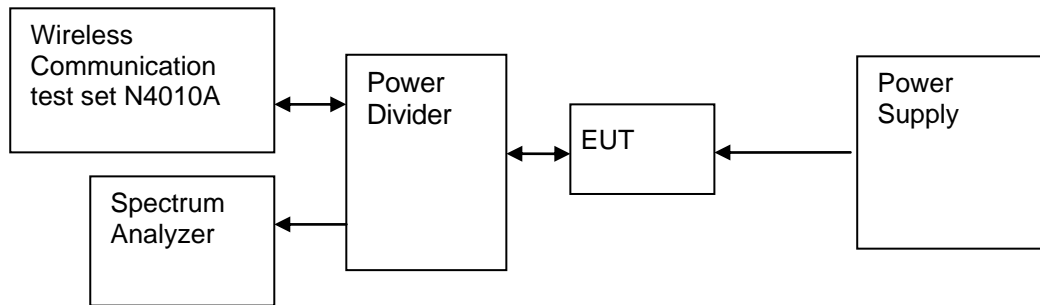 Wireless
Communication
test set N4010A
Power
Divider
EUT
Power
Supply
Spectrum
Analyzer